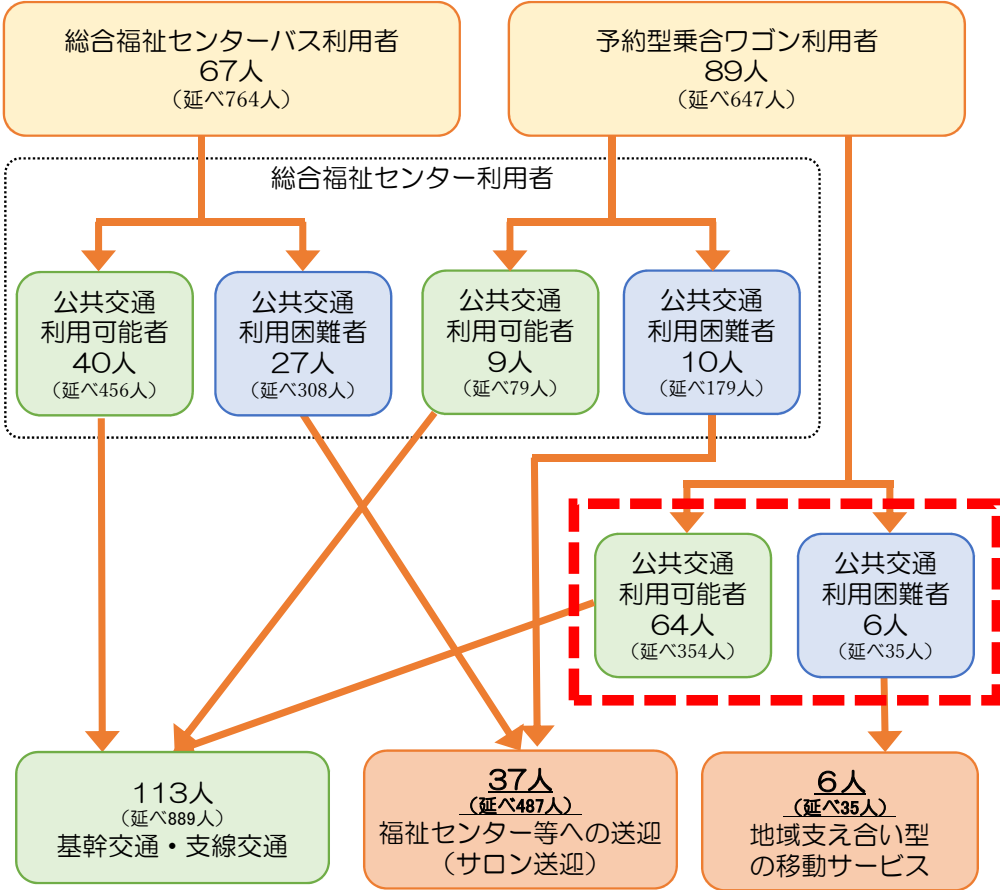 総合福祉センターバス利用者
67人
（延べ764人）
予約型乗合ワゴン利用者
89人
（延べ647人）
総合福祉センター利用者
公共交通
利用可能者
40人
（延べ456人）
公共交通
利用困難者
27人
（延べ308人）
公共交通
利用可能者
9人
（延べ79人）
公共交通
利用困難者
10人
（延べ179人）
公共交通
利用可能者
64人
（延べ354人）
公共交通
利用困難者
6人
（延べ35人）
113人
（延べ889人）
基幹交通・支線交通
37人
（延べ487人）
福祉センター等への送迎
（サロン送迎）
6人
（延べ35人）
地域支え合い型
の移動サービス